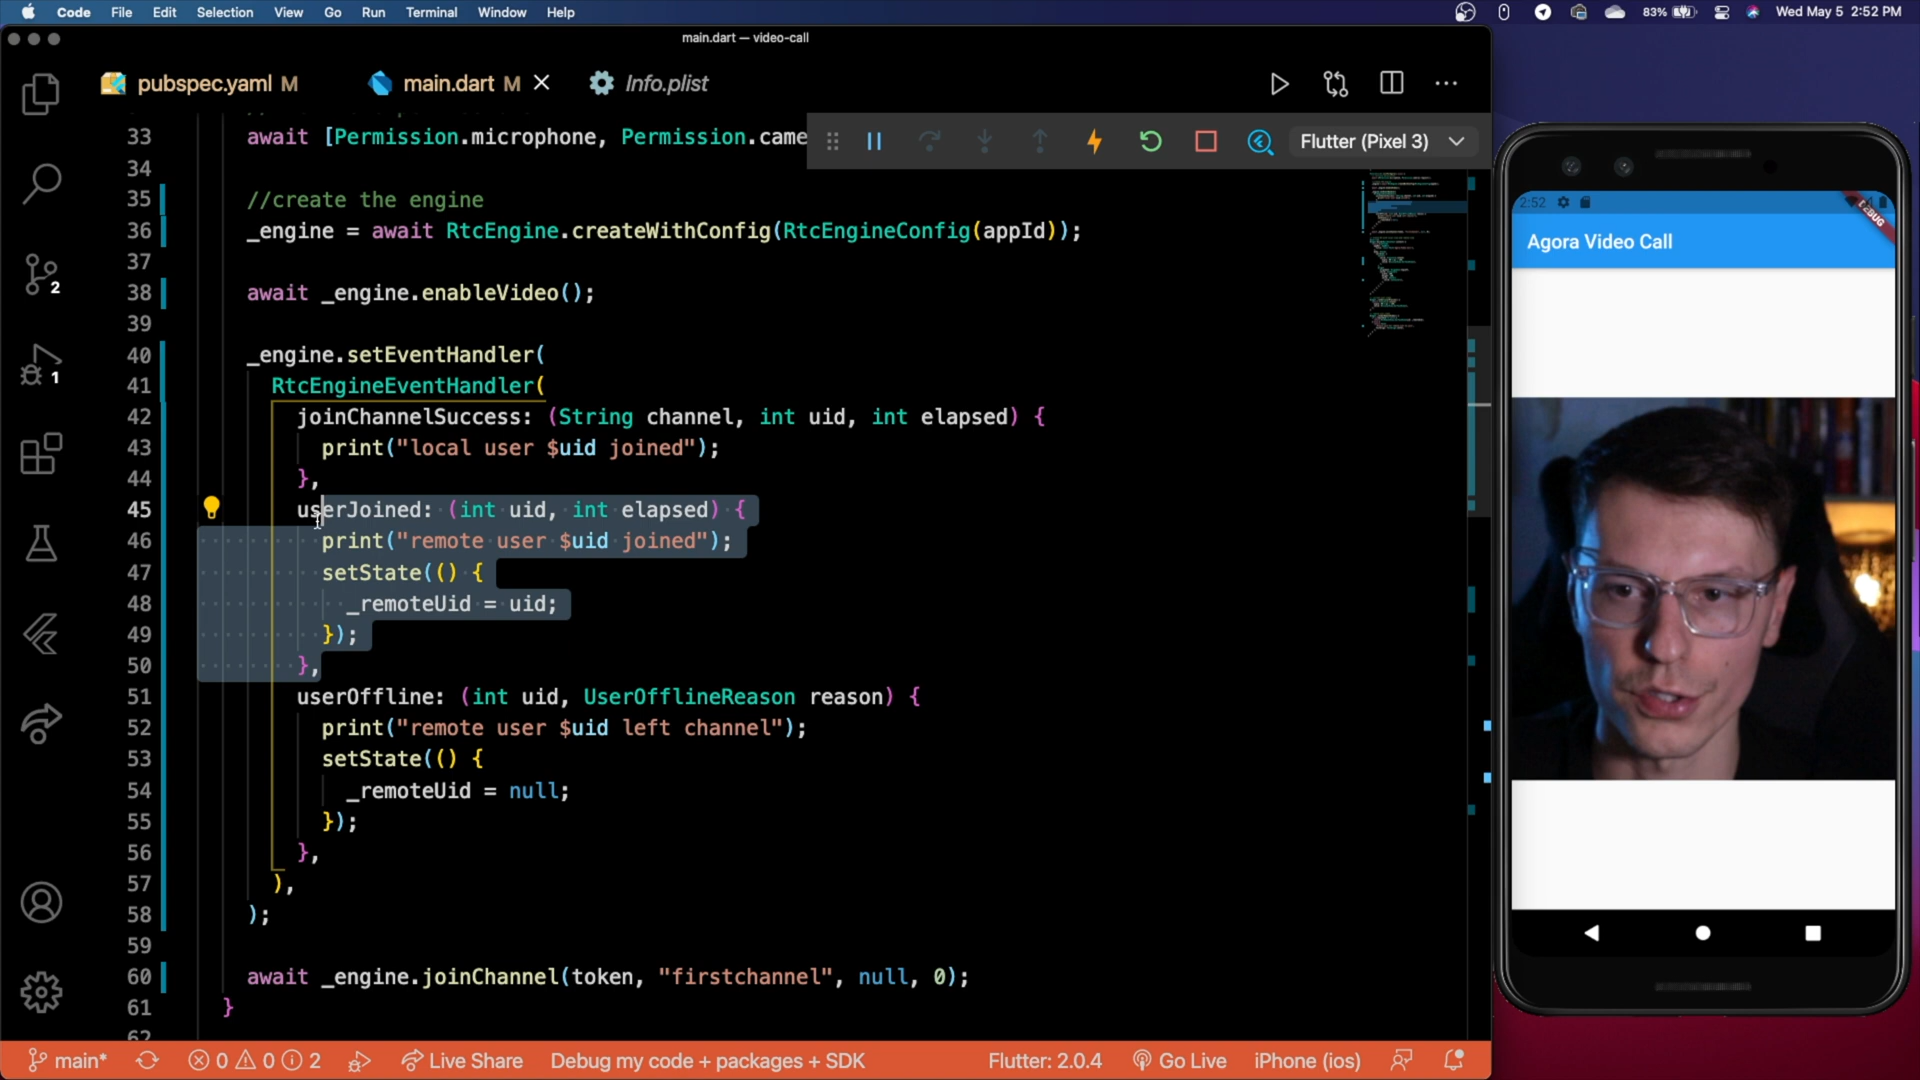 Code File Edit Selection View Go Run Terminal Window Help
83% Wed May 5 2:52 PM
main.dart — video-call
pubspec.yaml M main.dart M Info.plist
33 await [Permission.microphone, Permission.came
Flutter (Pixel 3)
34
35 //create the engine
36 _engine = await RtcEngine.createWithConfig(RtcEngineConfig(appId));
37
38 await _engine.enableVideo();
39
40 _engine.setEventHandler(
41 RtcEngineEventHandler(
42 joinChannelSuccess: (String channel, int uid, int elapsed) {
43 print("local user $uid joined");
44 },
45 userJoined: (int uid, int elapsed) {
46 print("remote user $uid joined");
47 setState(() {
48 _remoteUid = uid;
49 });
50 },
51 userOffline: (int uid, UserOfflineReason reason) {
52 print("remote user $uid left channel");
53 setState(() {
54 _remoteUid = null;
55 });
56 },
57 ),
58 );
59
60 await _engine.joinChannel(token, "firstchannel", null, 0);
61 }
62
2
1
main* 0 0 2 Live Share Debug my code + packages + SDK Flutter: 2.0.4 Go Live iPhone (ios)
2:52
DEBUG
Agora Video Call